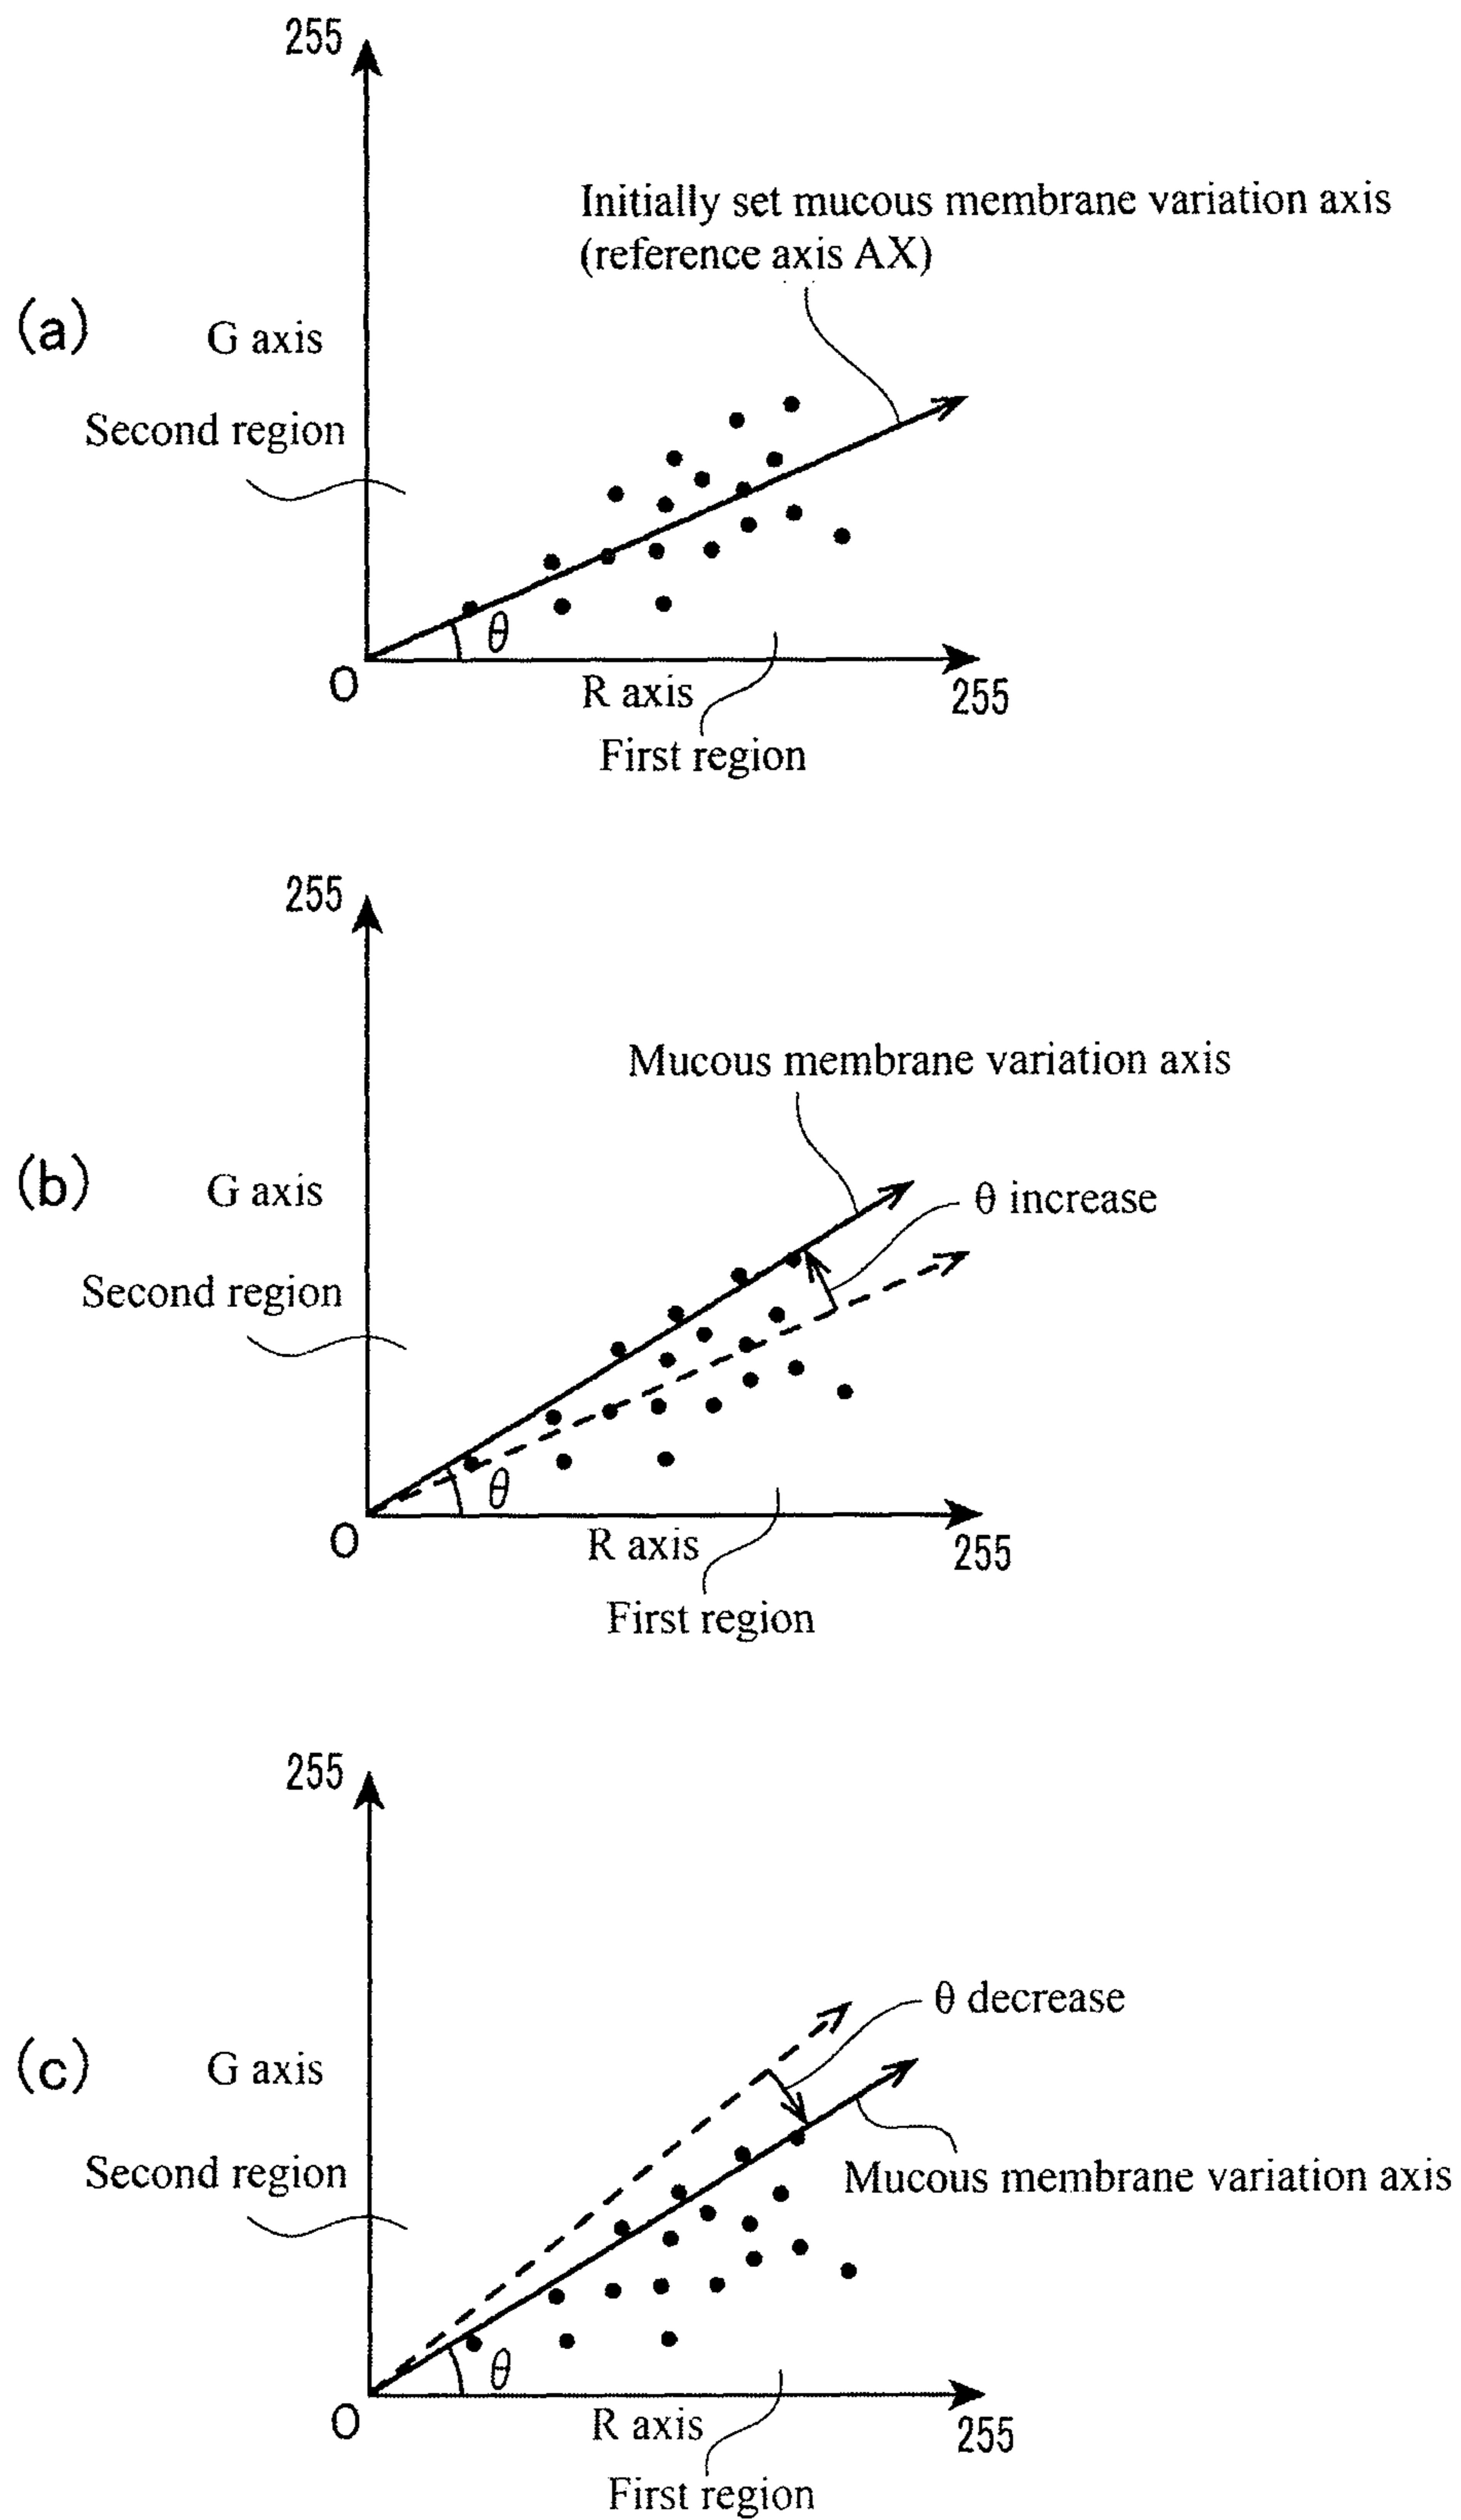 255
Initially set mucous membrane variation axis
(reference axis AX)
(a)
G axis
Second region
θ
O
R axis
255
First region
255
Mucous membrane variation axis
(b)
G axis
θ increase
Second region
θ
O
R axis
255
First region
255
θ decrease
(c)
G axis
Second region
Mucous membrane variation axis
θ
O
R axis
255
First region